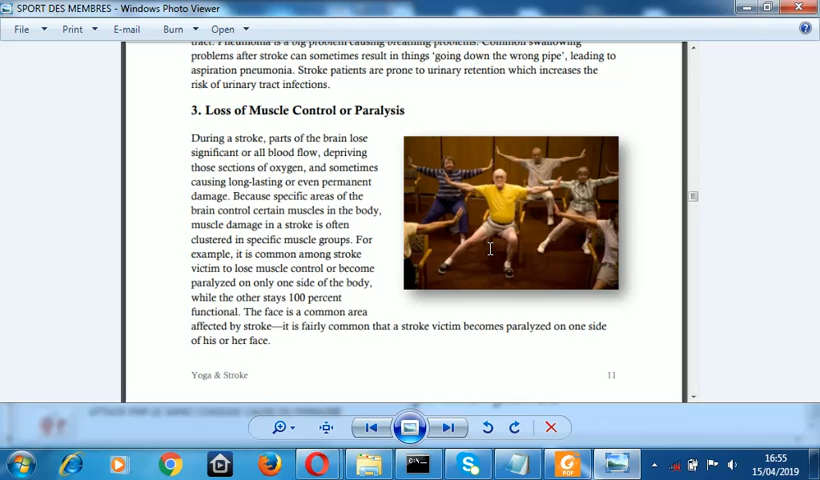 SPORT DES MEMBRES - Windows Photo Viewer
File Print E-mail Burn Open
tract. Pneumonia is a big problem causing breathing problems. Common swallowing
problems after stroke can sometimes result in things ‘going down the wrong pipe’, leading to
aspiration pneumonia. Stroke patients are prone to urinary retention which increases the
risk of urinary tract infections.
3. Loss of Muscle Control or Paralysis
During a stroke, parts of the brain lose
significant or all blood flow, depriving
those sections of oxygen, and sometimes
causing long-lasting or even permanent
damage. Because specific areas of the
brain control certain muscles in the body,
muscle damage in a stroke is often
clustered in specific muscle groups. For
example, it is common among stroke
victim to lose muscle control or become
paralyzed on only one side of the body,
while the other stays 100 percent
functional. The face is a common area
affected by stroke—it is fairly common that a stroke victim becomes paralyzed on one side
of his or her face.
Yoga & Stroke 11
PDF
16:55
15/04/2019